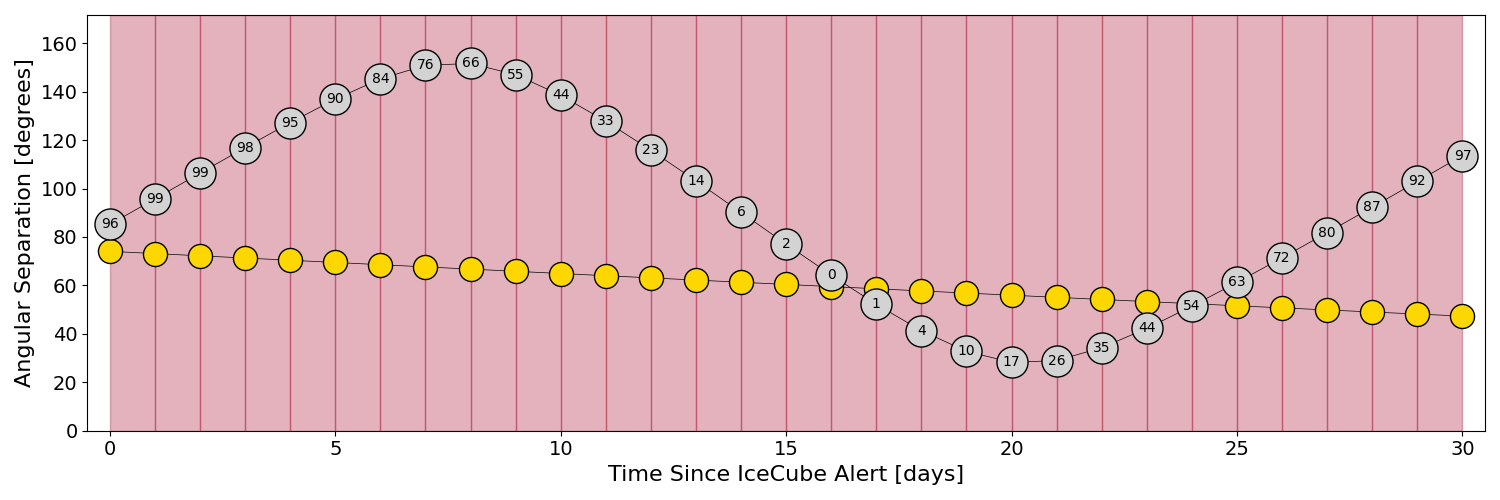 Angular Separation [degrees]
160
140
120
100
80
60
40
20
0
96 99 99 98 95 90 84 76 66 55 44 33 23 14 6 2 0 1 4 10 17 26 35 44 54 63 72 80 87 92 97
0 5 10 15 20 25 30
Time Since IceCube Alert [days]